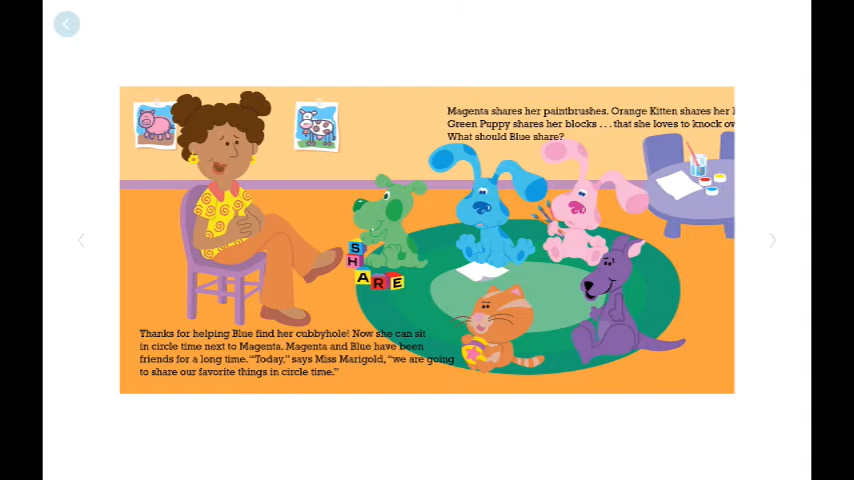 Magenta shares her paintbrushes. Orange Kitten shares her
Green Puppy shares her blocks . . . that she loves to knock
What should Blue share?
S
H
A R E
Thanks for helping Blue find her cubbyhole! Now she can sit
in circle time next to Magenta. Magenta and Blue have been
friends for a long time. “Today,” says Miss Marigold, “we are going
to share our favorite things in circle time.”